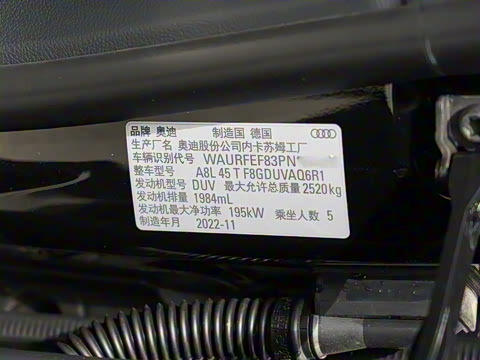 品牌 奥迪 制造国 德国
生产厂名 奥迪股份公司内卡苏姆工厂
车辆识别代号 WAURFEF83PN*
整车型号 A8L 45 T F8GDUVAQ6R1
发动机型号 DUV 最大允许总质量 2520kg
发动机排量 1984mL
发动机最大净功率 195kW 乘坐人数 5
制造年月 2022-11